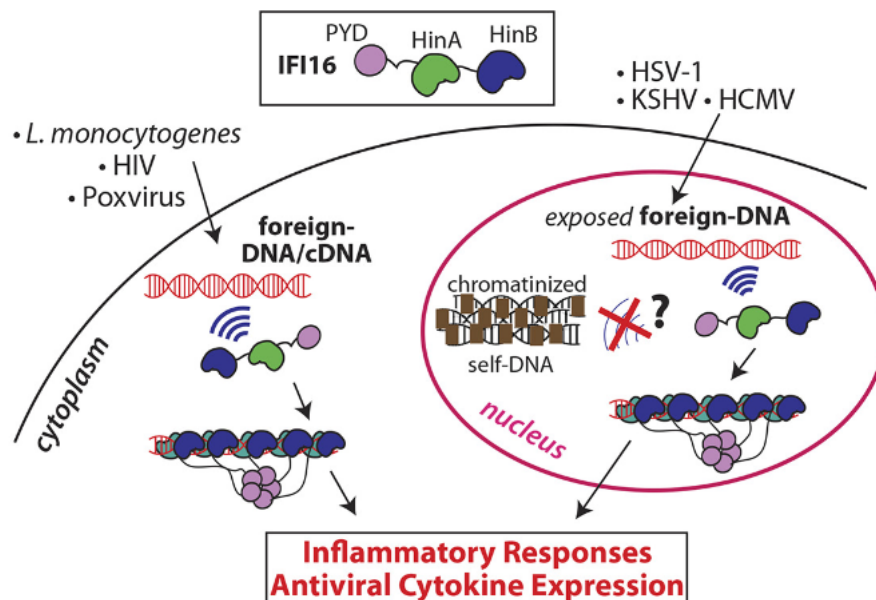 PYD
HinA
HinB
IFI16
• HSV-1
• KSHV • HCMV
• L. monocytogenes
• HIV
• Poxvirus
foreign-
DNA/cDNA
exposed foreign-DNA
chromatinized
self-DNA
?
cytoplasm
nucleus
Inflammatory Responses
Antiviral Cytokine Expression